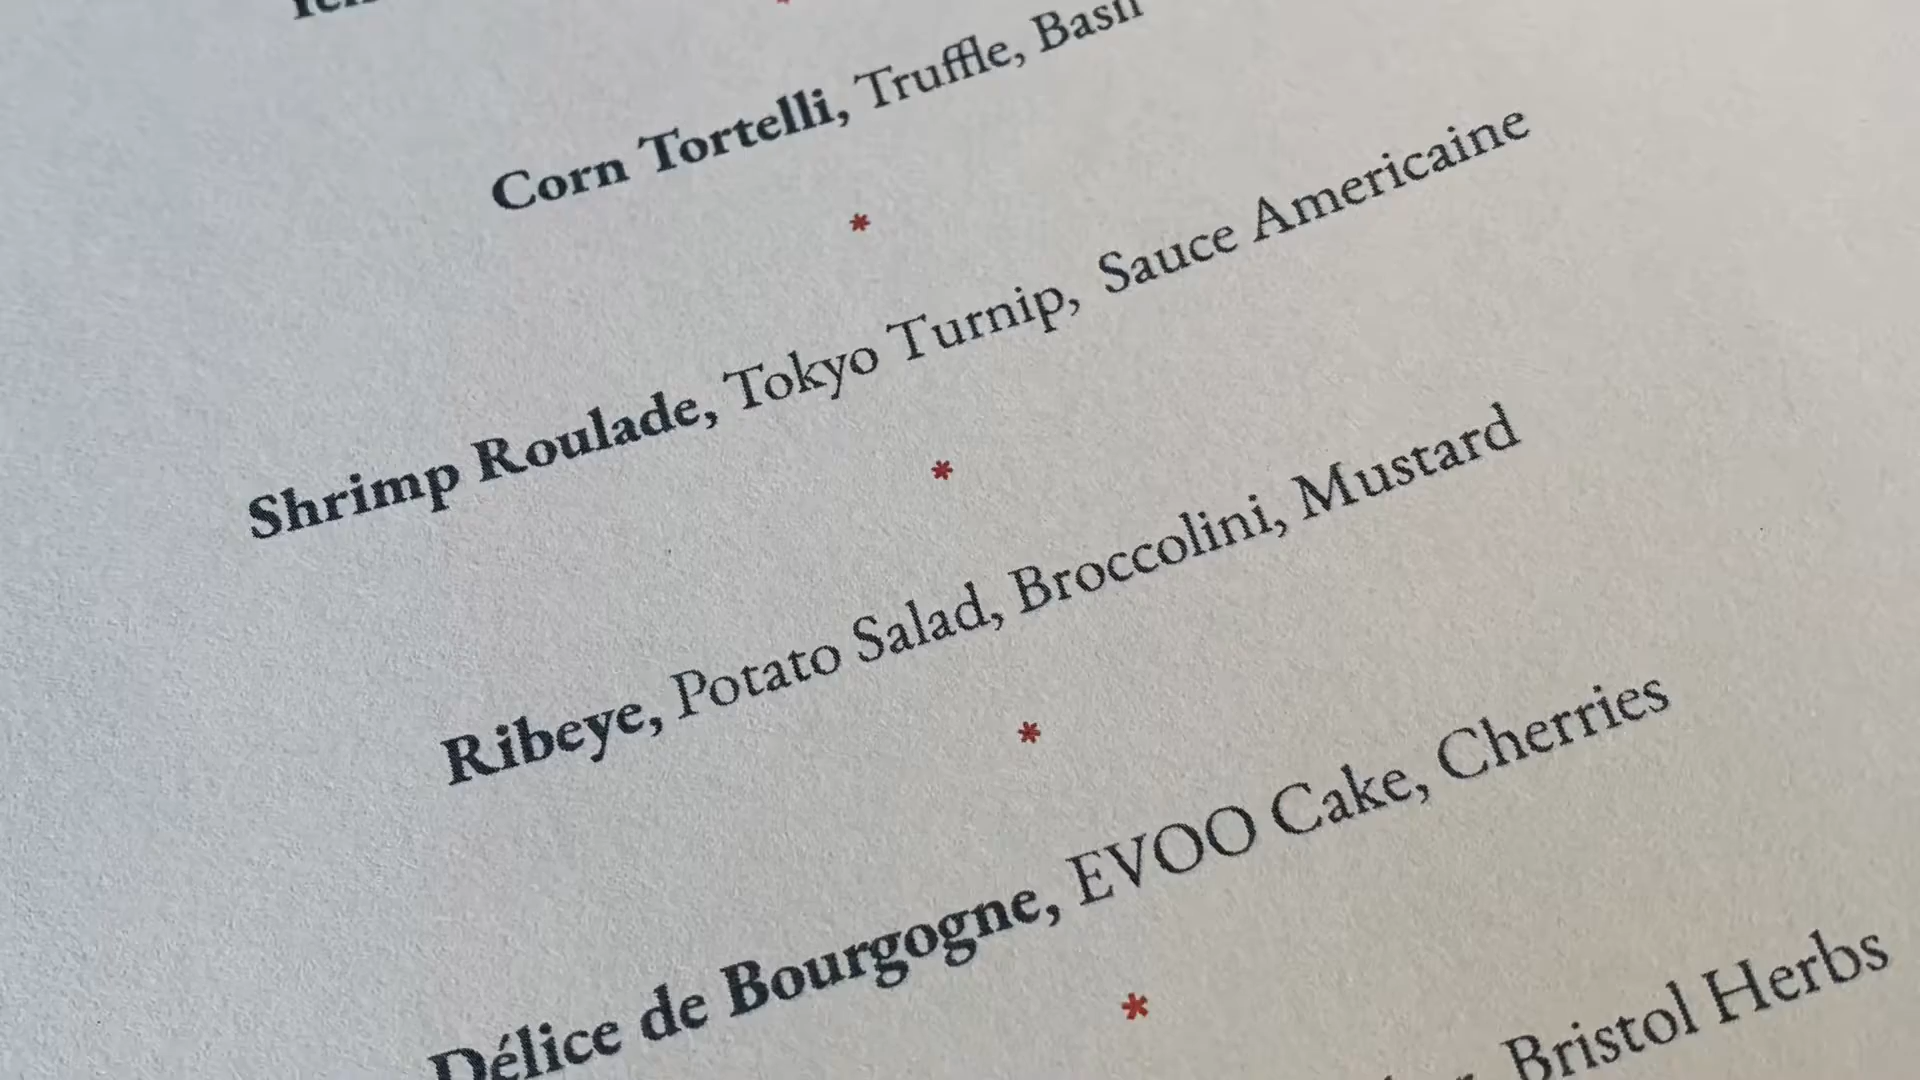 Corn Tortelli, Truffle, Basil
*
Shrimp Roulade, Tokyo Turnip, Sauce Americaine
*
Ribeye, Potato Salad, Broccolini, Mustard
*
Délice de Bourgogne, EVOO Cake, Cherries
*
Bristol Herbs